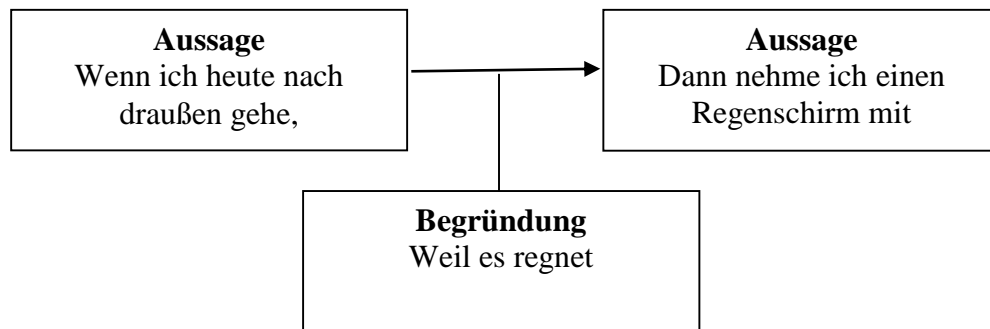 Aussage
Wenn ich heute nach
draußen gehe,
Aussage
Dann nehme ich einen
Regenschirm mit
Begründung
Weil es regnet